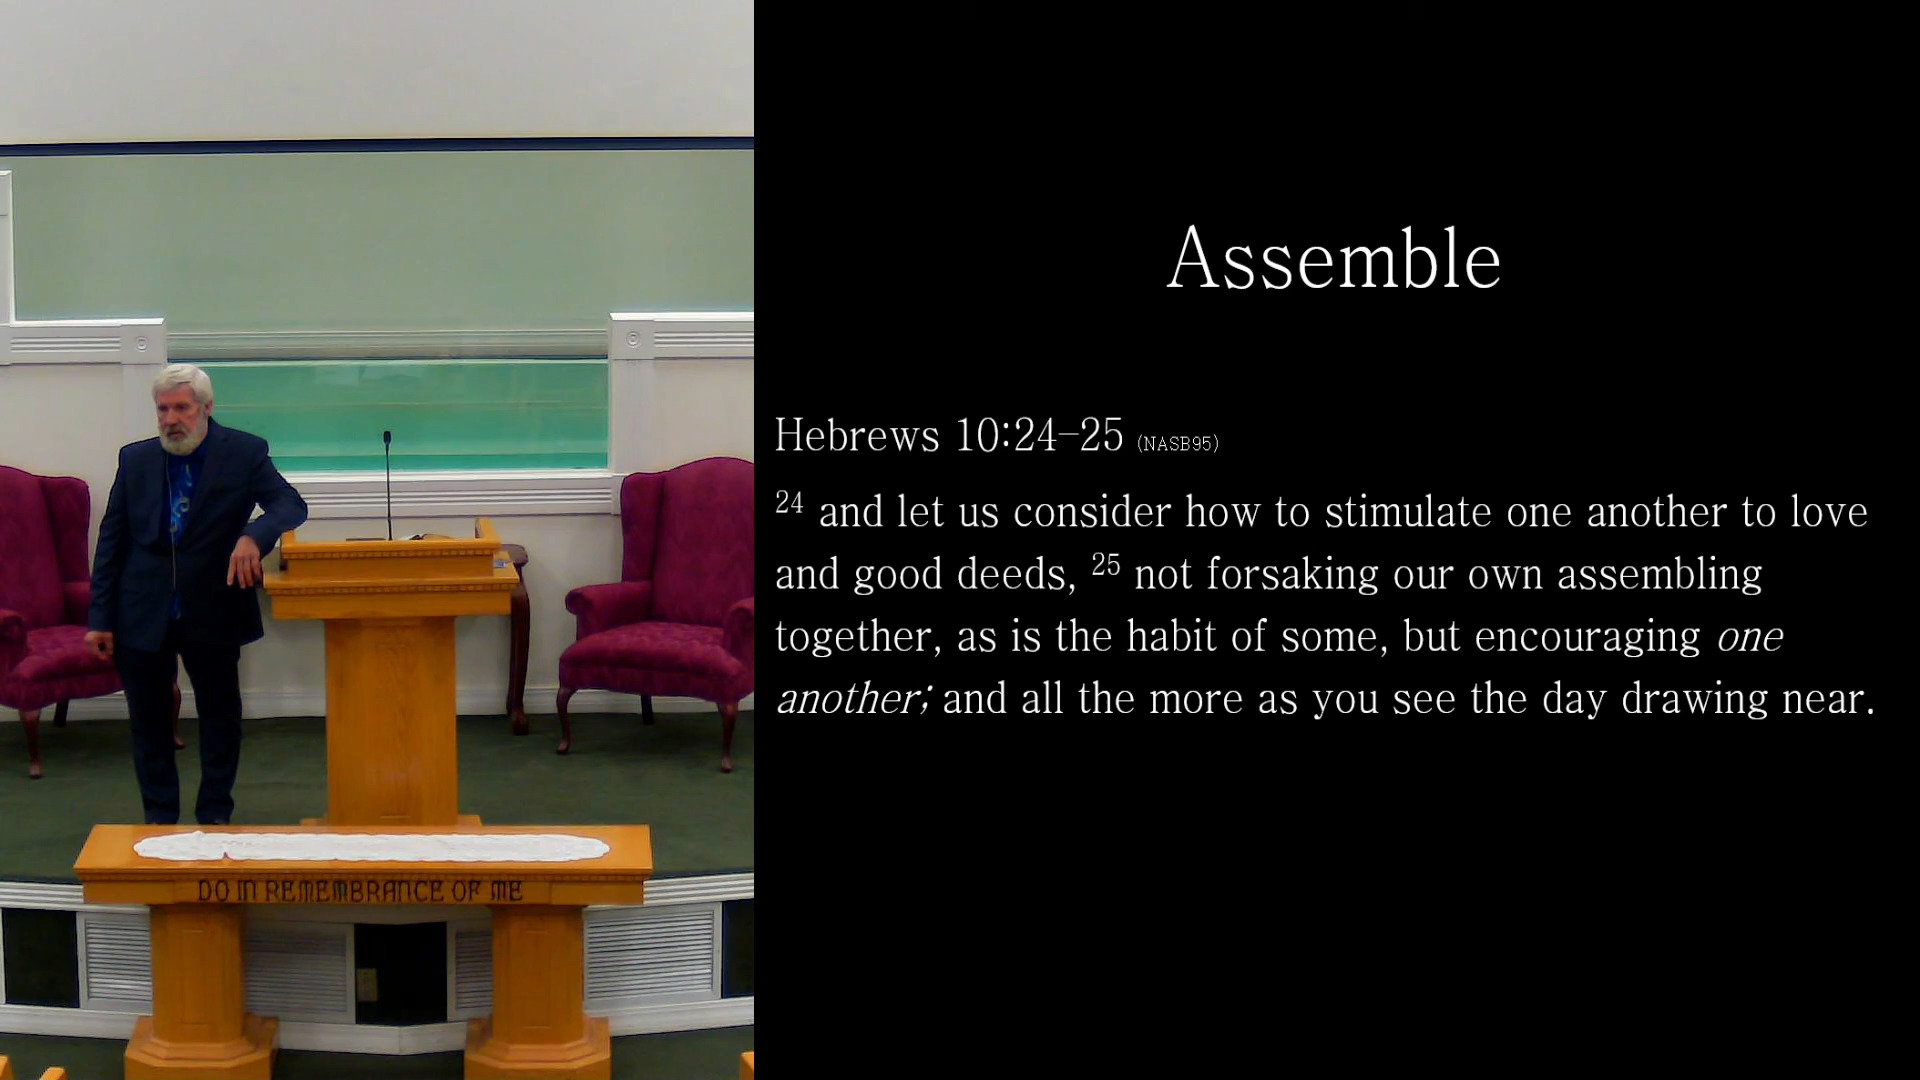 Assemble
Hebrews 10:24–25 (NASB95)
24 and let us consider how to stimulate one another to love
and good deeds, 25 not forsaking our own assembling
together, as is the habit of some, but encouraging one
another; and all the more as you see the day drawing near.
DO IN REMEMBRANCE OF ME